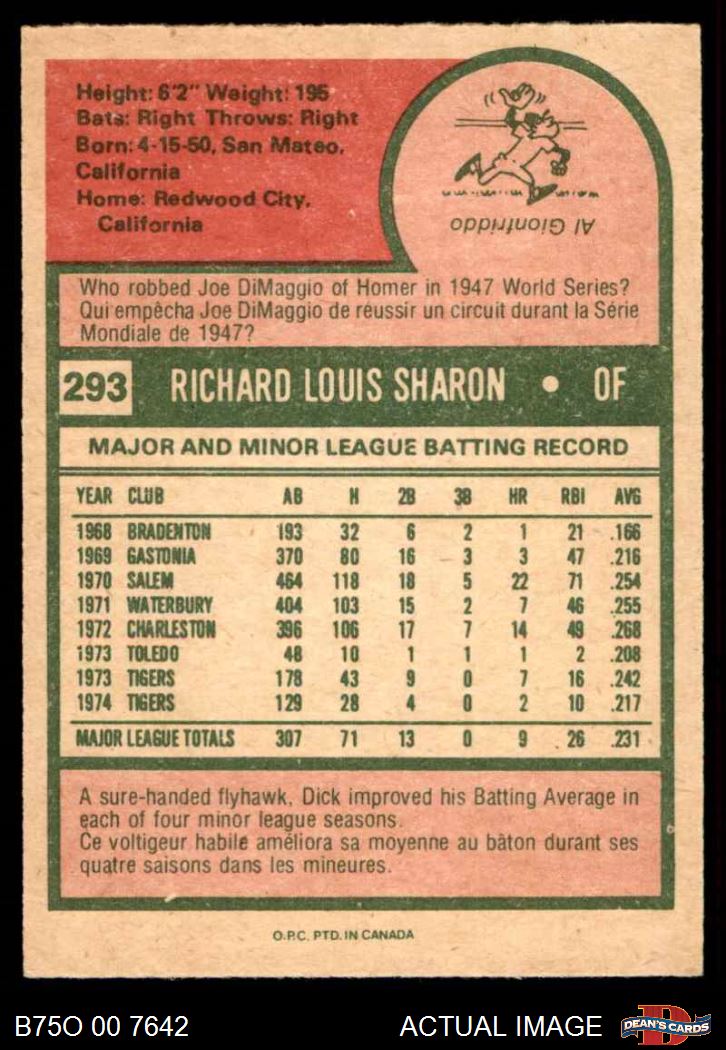 Height: 6'2" Weight: 195
Bats: Right Throws: Right
Born: 4-15-50, San Mateo,
California
Home: Redwood City,
California
Al Gionfriddo
Who robbed Joe DiMaggio of Homer in 1947 World Series?
Qui empêcha Joe DiMaggio de réussir un circuit durant la Série
Mondiale de 1947?
293 RICHARD LOUIS SHARON • OF
MAJOR AND MINOR LEAGUE BATTING RECORD
YEAR CLUB AB H 2B 3B HR RBI AVG
1968 BRADENTON 193 32 6 2 1 21 .166
1969 GASTONIA 370 80 16 3 3 47 .216
1970 SALEM 464 118 18 5 22 71 .254
1971 WATERBURY 404 103 15 2 7 46 .255
1972 CHARLESTON 396 106 17 7 14 49 .268
1973 TOLEDO 48 10 1 1 1 2 .208
1973 TIGERS 178 43 9 0 7 16 .242
1974 TIGERS 129 28 4 0 2 10 .217
MAJOR LEAGUE TOTALS 307 71 13 0 9 26 .231
A sure-handed flyhawk, Dick improved his Batting Average in
each of four minor league seasons.
Ce voltigeur habile améliora sa moyenne au bâton durant ses
quatre saisons dans les mineures.
O.P.C. PTD. IN CANADA
B75O 00 7642 ACTUAL IMAGE
D
DEAN'S CARDS